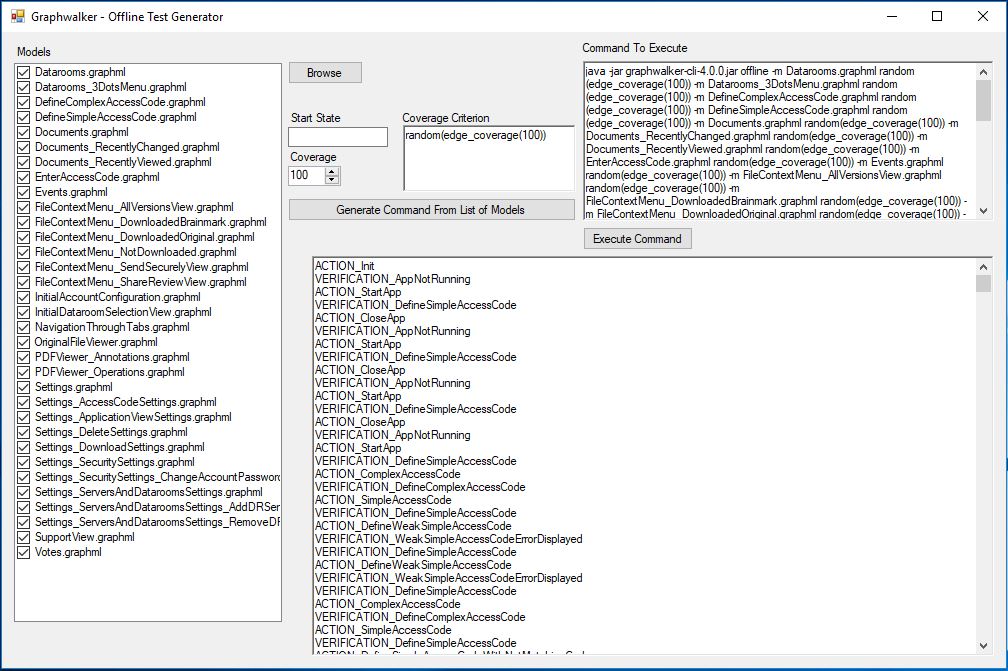 Graphwalker - Offline Test Generator
Models
Datarooms.graphml
Datarooms_3DotsMenu.graphml
DefineComplexAccessCode.graphml
DefineSimpleAccessCode.graphml
Documents.graphml
Documents_RecentlyChanged.graphml
Documents_RecentlyViewed.graphml
EnterAccessCode.graphml
Events.graphml
FileContextMenu_AllVersionsView.graphml
FileContextMenu_DownloadedBrainmark.graphml
FileContextMenu_DownloadedOriginal.graphml
FileContextMenu_NotDownloaded.graphml
FileContextMenu_SendSecurelyView.graphml
FileContextMenu_ShareReviewView.graphml
InitialAccountConfiguration.graphml
InitialDataroomSelectionView.graphml
NavigationThroughTabs.graphml
OriginalFileViewer.graphml
PDFViewer_Annotations.graphml
PDFViewer_Operations.graphml
Settings.graphml
Settings_AccessCodeSettings.graphml
Settings_ApplicationViewSettings.graphml
Settings_DeleteSettings.graphml
Settings_DownloadSettings.graphml
Settings_SecuritySettings.graphml
Settings_SecuritySettings_ChangeAccountPassword
Settings_ServersAndDataroomsSettings.graphml
Settings_ServersAndDataroomsSettings_AddDRSer
Settings_ServersAndDataroomsSettings_RemoveDF
SupportView.graphml
Votes.graphml
Browse
Start State
Coverage
100
Coverage Criterion
random(edge_coverage(100))
Generate Command From List of Models
Command To Execute
java -jar graphwalker-cli-4.0.0.jar offline -m Datarooms.graphml random
(edge_coverage(100)) -m Datarooms_3DotsMenu.graphml random
(edge_coverage(100)) -m DefineComplexAccessCode.graphml random
(edge_coverage(100)) -m DefineSimpleAccessCode.graphml random
(edge_coverage(100)) -m Documents.graphml random(edge_coverage(100)) -m
Documents_RecentlyChanged.graphml random(edge_coverage(100)) -m
Documents_RecentlyViewed.graphml random(edge_coverage(100)) -m
EnterAccessCode.graphml random(edge_coverage(100)) -m Events.graphml
random(edge_coverage(100)) -m FileContextMenu_AllVersionsView.graphml
random(edge_coverage(100)) -m
FileContextMenu_DownloadedBrainmark.graphml random(edge_coverage(100)) -
m FileContextMenu_DownloadedOriginal.graphml random(edge_coverage(100)) -
Execute Command
ACTION_Init
VERIFICATION_AppNotRunning
ACTION_StartApp
VERIFICATION_DefineSimpleAccessCode
ACTION_CloseApp
VERIFICATION_AppNotRunning
ACTION_StartApp
VERIFICATION_DefineSimpleAccessCode
ACTION_CloseApp
VERIFICATION_AppNotRunning
ACTION_StartApp
VERIFICATION_DefineSimpleAccessCode
ACTION_CloseApp
VERIFICATION_AppNotRunning
ACTION_StartApp
VERIFICATION_DefineSimpleAccessCode
ACTION_ComplexAccessCode
VERIFICATION_DefineComplexAccessCode
ACTION_SimpleAccessCode
VERIFICATION_DefineSimpleAccessCode
ACTION_DefineWeakSimpleAccessCode
VERIFICATION_WeakSimpleAccessCodeErrorDisplayed
VERIFICATION_DefineSimpleAccessCode
ACTION_DefineWeakSimpleAccessCode
VERIFICATION_WeakSimpleAccessCodeErrorDisplayed
VERIFICATION_DefineSimpleAccessCode
ACTION_ComplexAccessCode
VERIFICATION_DefineComplexAccessCode
ACTION_SimpleAccessCode
VERIFICATION_DefineSimpleAccessCode